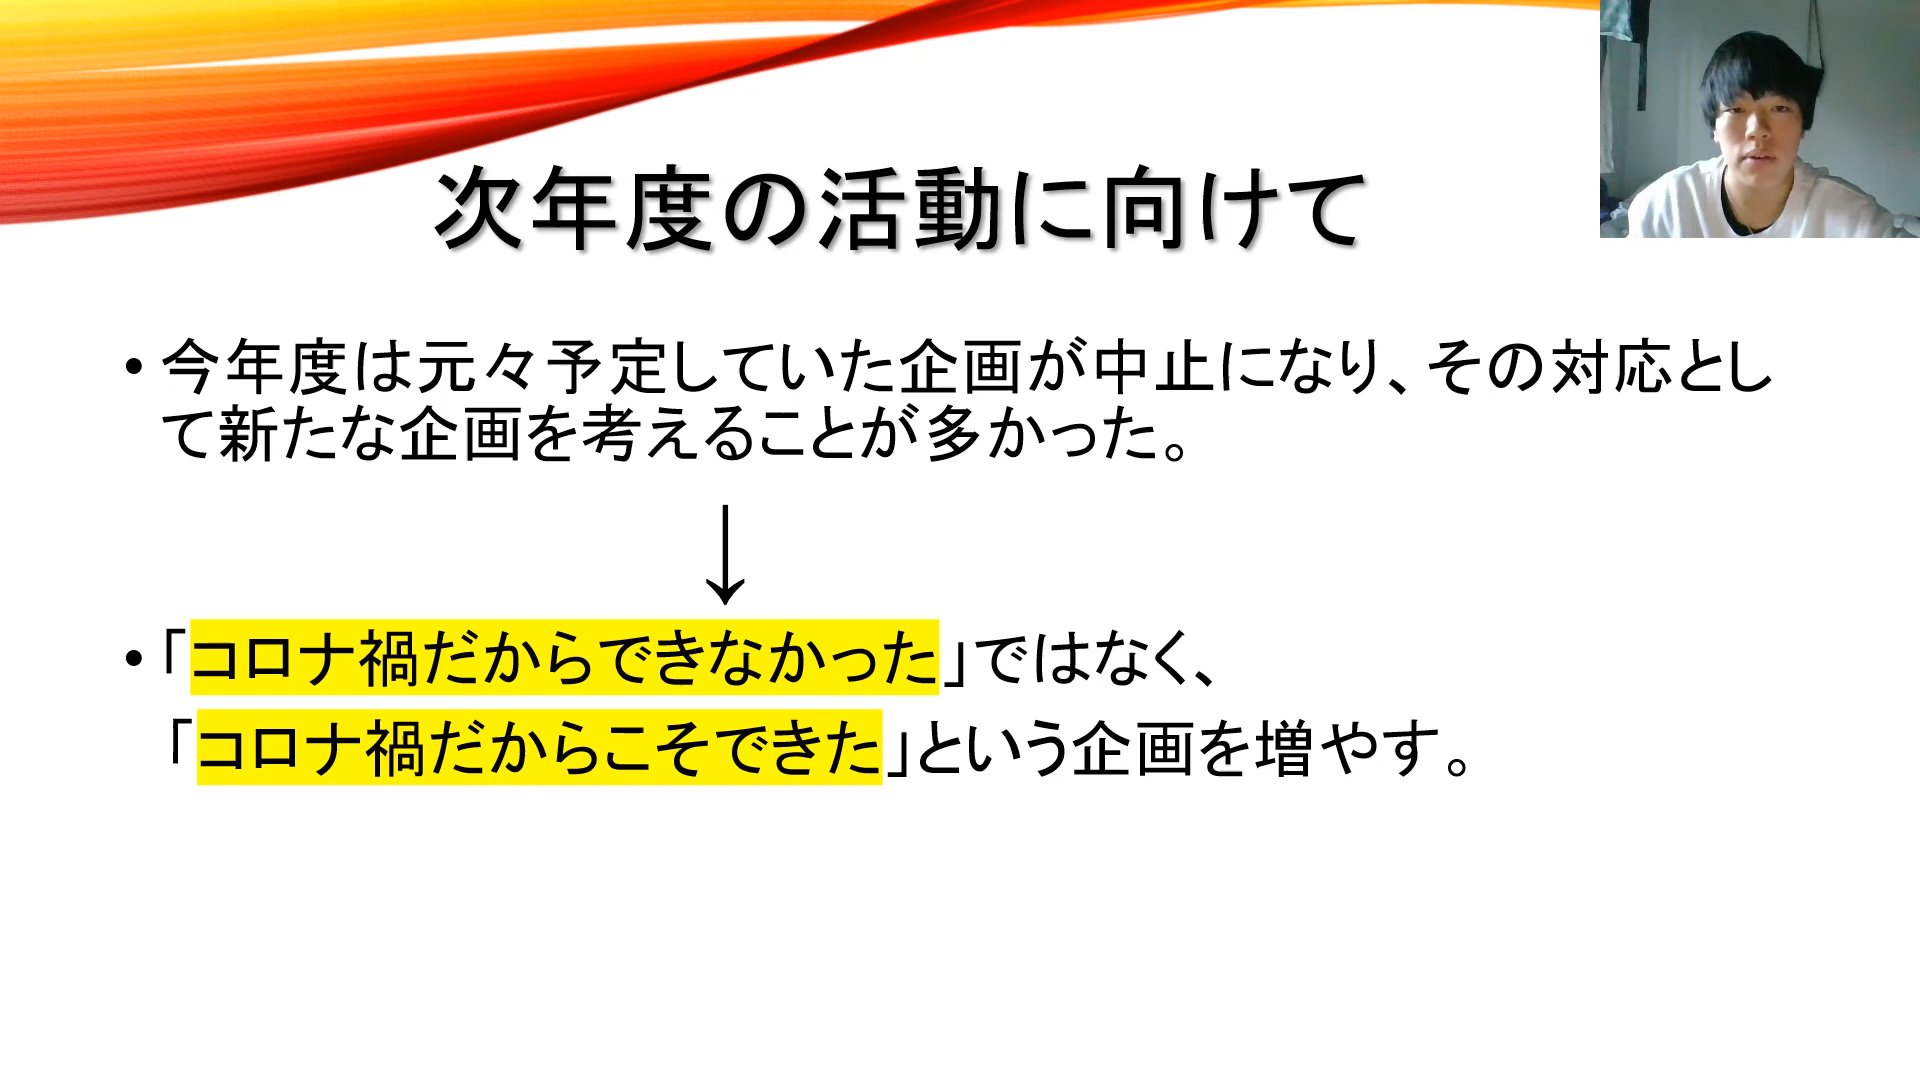 次年度の活動に向けて
• 今年度は元々予定していた企画が中止になり、その対応とし
て新たな企画を考えることが多かった。
↓
• 「コロナ禍だからできなかった」ではなく、
「コロナ禍だからこそできた」という企画を増やす。